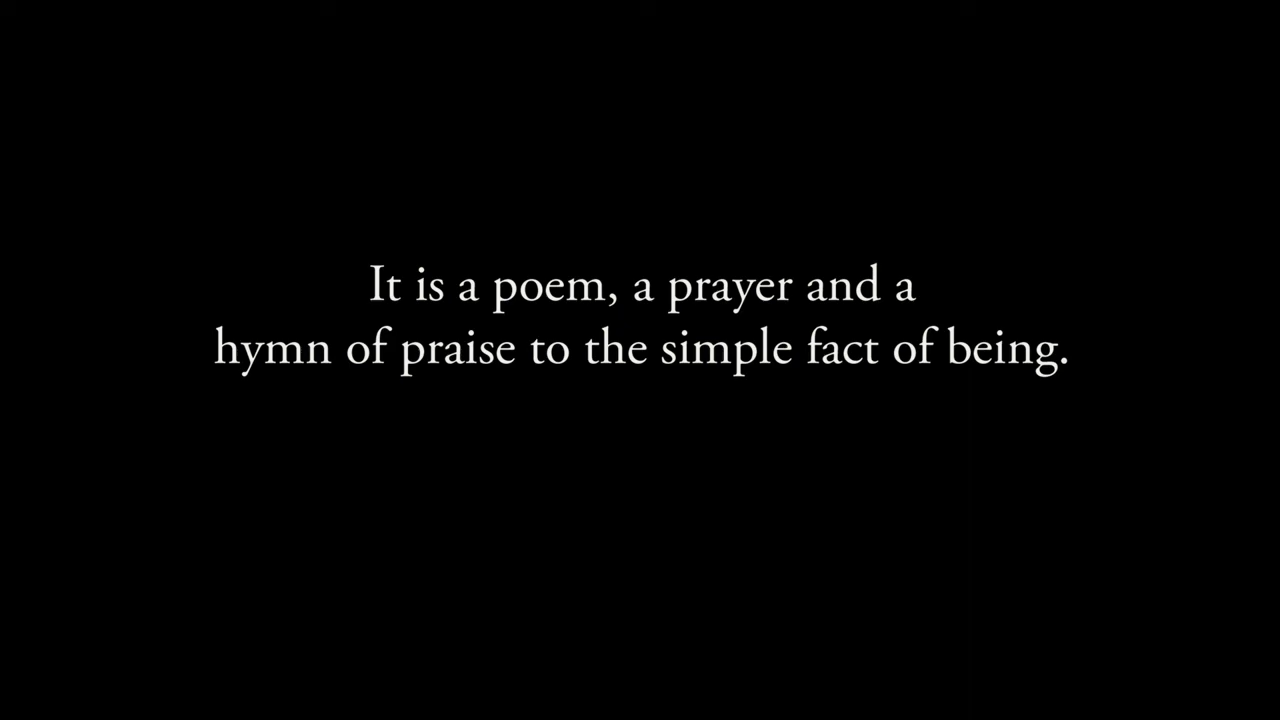 It is a poem, a prayer and a
hymn of praise to the simple fact of being.